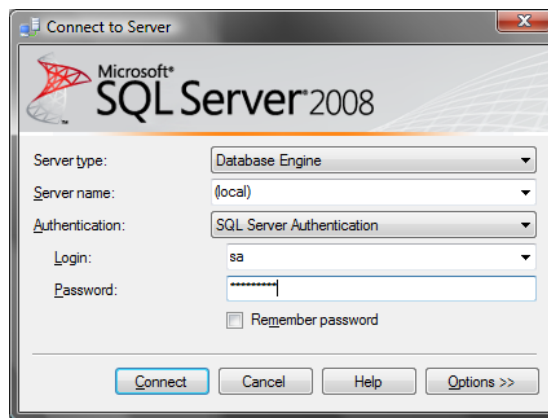 Connect to Server
Microsoft®
SQL Server® 2008
Server type: Database Engine
Server name: (local)
Authentication: SQL Server Authentication
Login: sa
Password: *********
Remember password
Connect Cancel Help Options >>